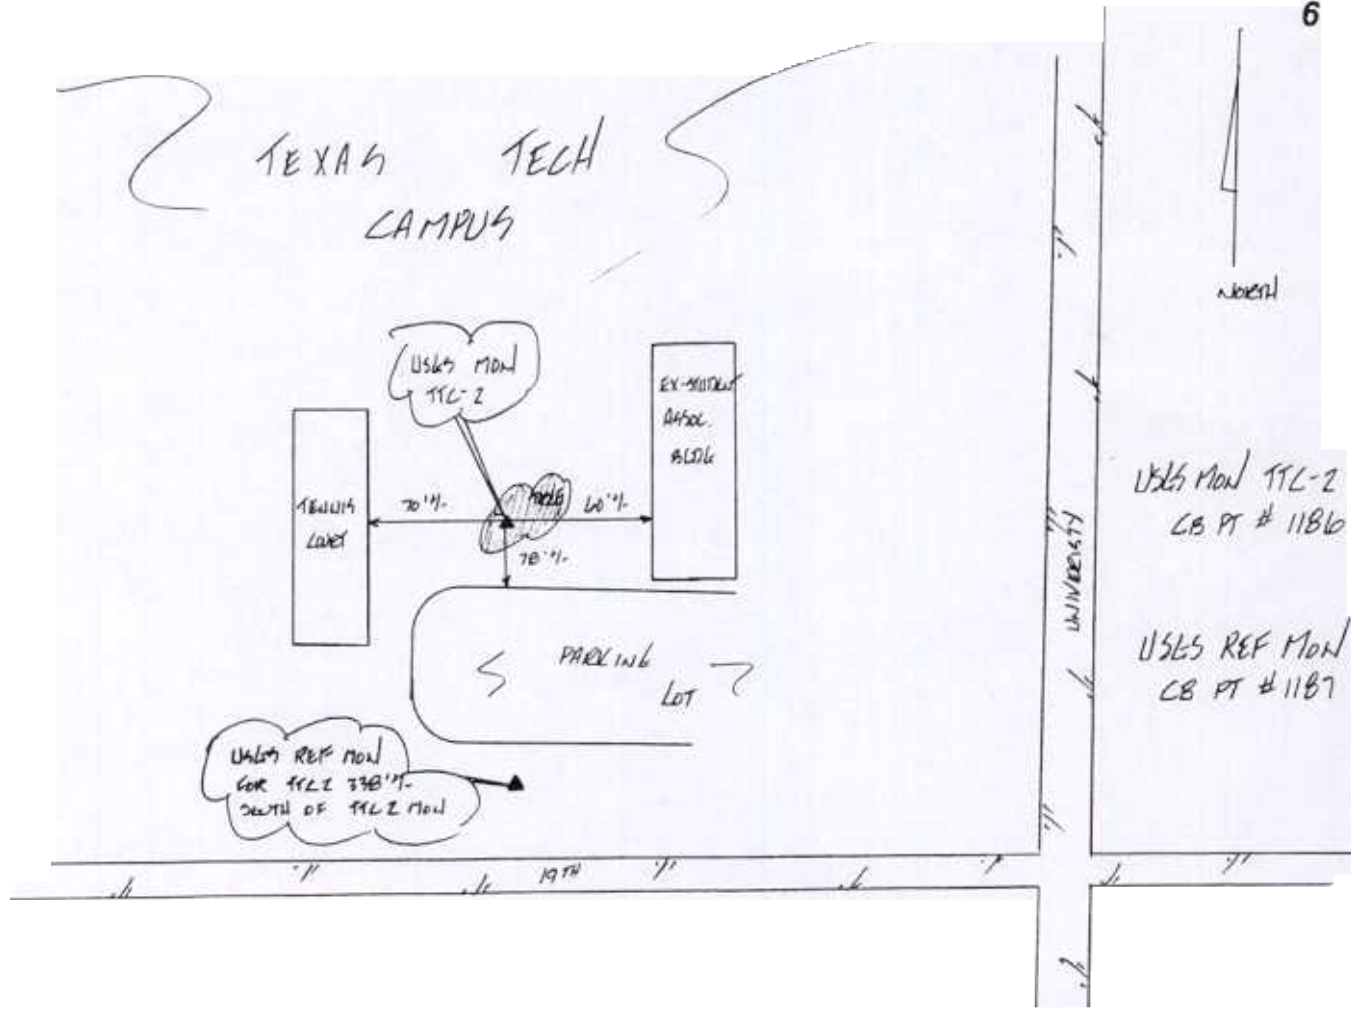 6
TEXAS TECH
CAMPUS
NORTH
USGS MON
TTC-2
EX-STUDENT
ASSOC.
BLDG
TENNIS
COURT
70'+/-
60'+/-
78'+/-
USGS MON TTC-2
CB PT # 1186
UNIVERISTY
PARKING
LOT
USGS REF MON
CB PT # 1187
USGS REF MON
FOR TTC2 338'+/-
SOUTH OF TTC2 MON
19TH